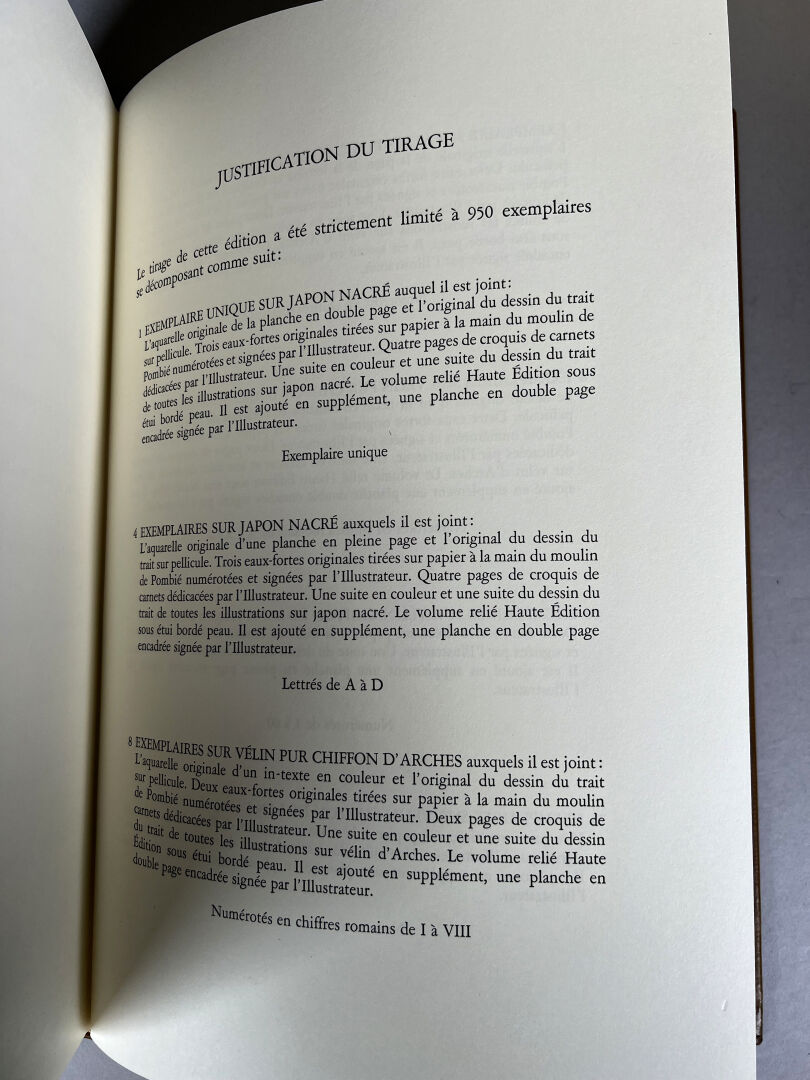 JUSTIFICATION DU TIRAGE
Le tirage de cette édition a été strictement limité à 950 exemplaires
se décomposant comme suit :
1 EXEMPLAIRE UNIQUE SUR JAPON NACRÉ auquel il est joint :
L'aquarelle originale de la planche en double page et l'original du dessin du trait
sur pellicule. Trois eaux-fortes originales tirées sur papier à la main du moulin de
Pombié numérotées et signées par l'Illustrateur. Quatre pages de croquis de carnets
dédicacées par l'Illustrateur. Une suite en couleur et une suite du dessin du trait
de toutes les illustrations sur japon nacré. Le volume relié Haute Édition sous
étui bordé peau. Il est ajouté en supplément, une planche en double page
encadrée signée par l'Illustrateur.
Exemplaire unique
4 EXEMPLAIRES SUR JAPON NACRÉ auxquels il est joint :
L'aquarelle originale d'une planche en pleine page et l'original du dessin du
trait sur pellicule. Trois eaux-fortes originales tirées sur papier à la main du moulin
de Pombié numérotées et signées par l'Illustrateur. Quatre pages de croquis de
carnets dédicacées par l'Illustrateur. Une suite en couleur et une suite du dessin du
trait de toutes les illustrations sur japon nacré. Le volume relié Haute Édition
sous étui bordé peau. Il est ajouté en supplément, une planche en double page
encadrée signée par l'Illustrateur.
Lettrés de A à D
8 EXEMPLAIRES SUR VÉLIN PUR CHIFFON D'ARCHES auxquels il est joint :
L'aquarelle originale d'un in-texte en couleur et l'original du dessin du trait
sur pellicule. Deux eaux-fortes originales tirées sur papier à la main du moulin
de Pombié numérotées et signées par l'Illustrateur. Deux pages de croquis de
carnets dédicacées par l'Illustrateur. Une suite en couleur et une suite du dessin
du trait de toutes les illustrations sur vélin d'Arches. Le volume relié Haute
Édition sous étui bordé peau. Il est ajouté en supplément, une planche en
double page encadrée signée par l'Illustrateur.
Numérotés en chiffres romains de I à VIII